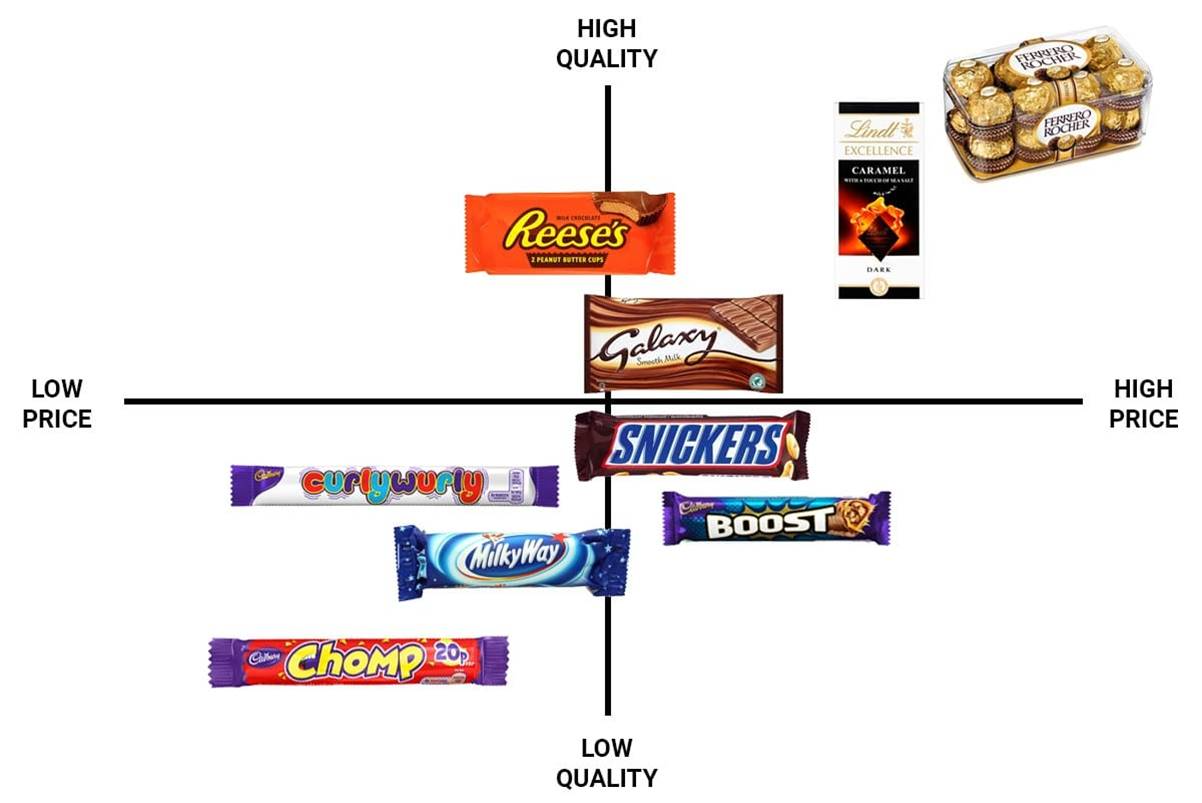 HIGH
QUALITY
FERRERO
ROCHER
FERRERO
ROCHER
Lindt
EXCELLENCE
CARAMEL
WITH A TOUCH OF SEA SALT
DARK
MILK CHOCOLATE
Reese's
2 PEANUT BUTTER CUPS
Galaxy
Smooth Milk
LOW
PRICE
HIGH
PRICE
SNICKERS
Cadbury
curlywurly
Cadbury
BOOST
MilkyWay
Cadbury
Chomp
20p
LOW
QUALITY